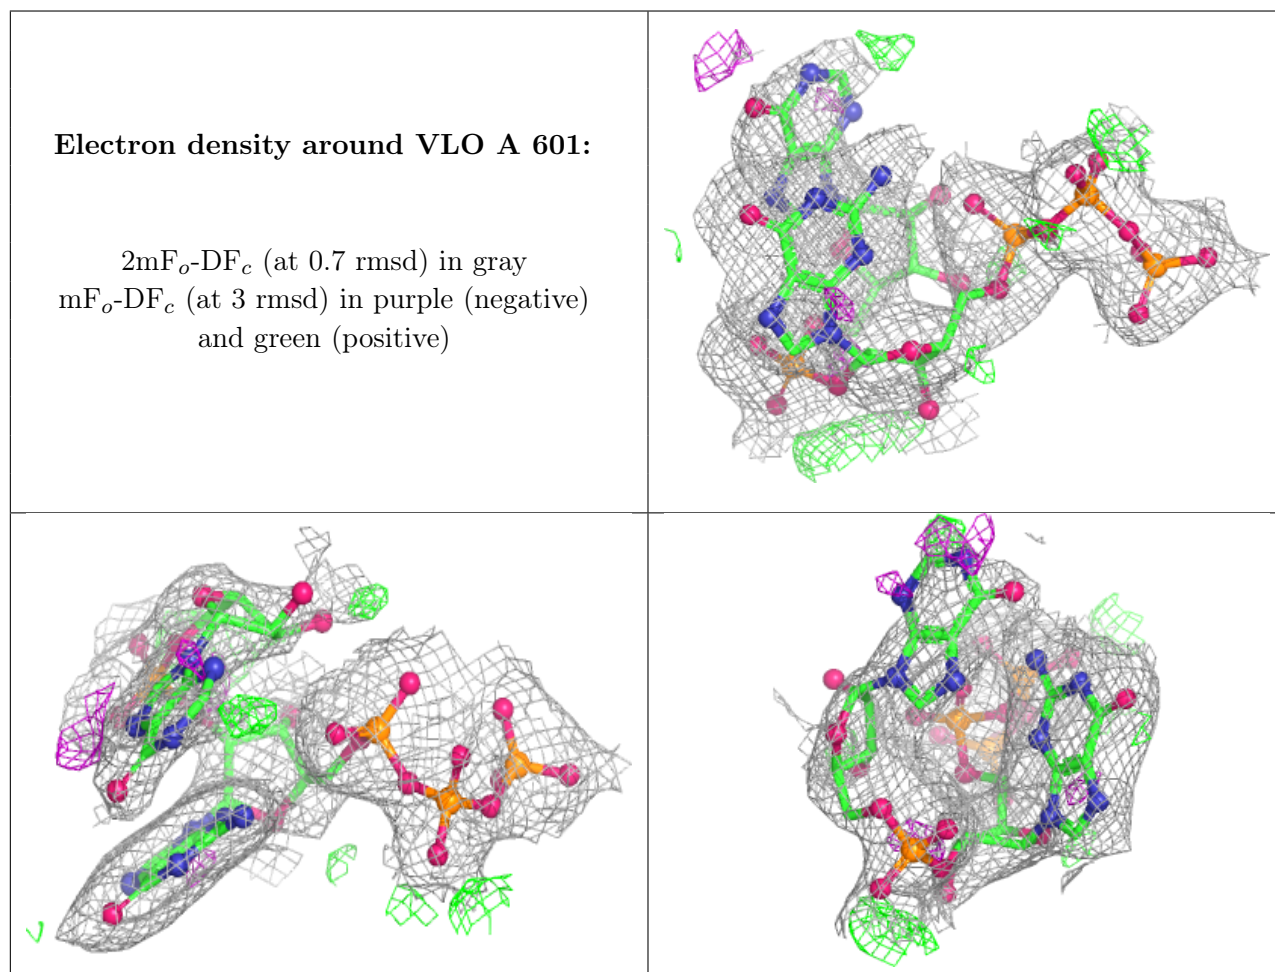 Electron density around VLO A 601:
2mFₒ-DF𝒸 (at 0.7 rmsd) in gray
mFₒ-DF𝒸 (at 3 rmsd) in purple (negative)
and green (positive)